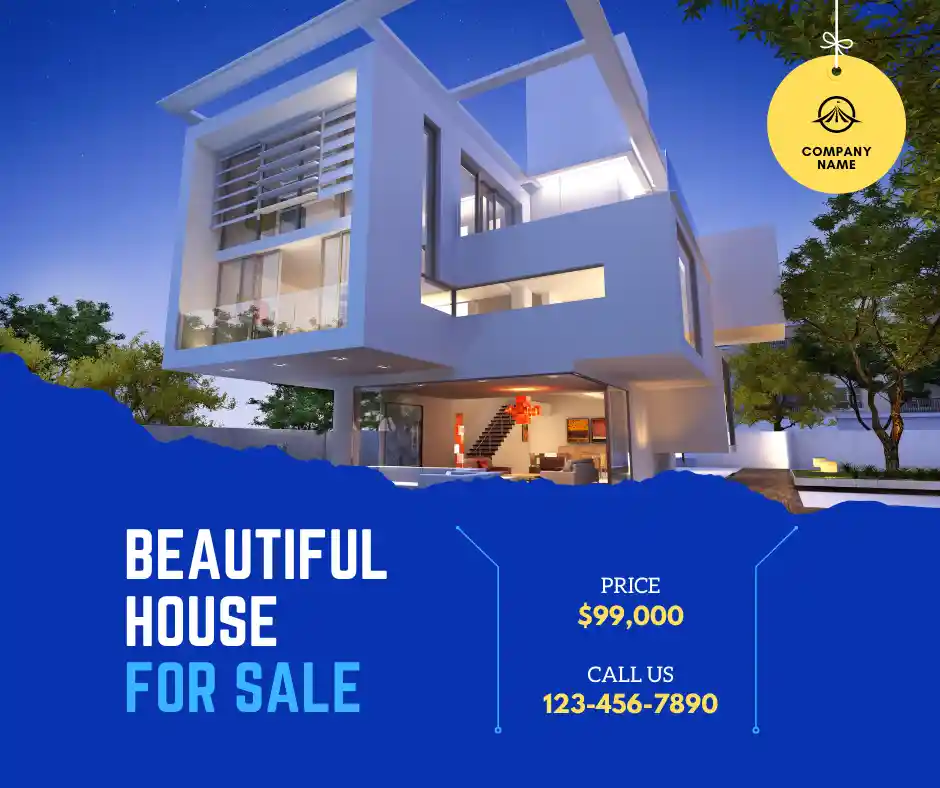 COMPANY
NAME
BEAUTIFUL
HOUSE
FOR SALE
PRICE
$99,000
CALL US
123-456-7890